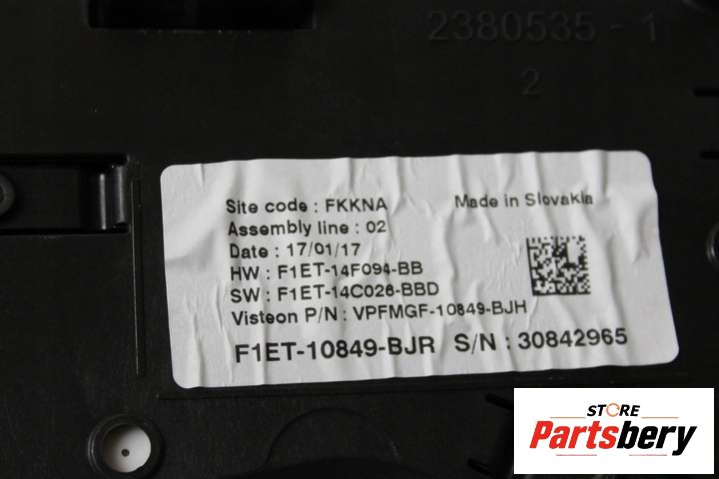 2380535-1
2
Site code : FKKNA
Made in Slovakia
Assembly line : 02
Date : 17/01/17
HW : F1ET-14F094-BB
SW : F1ET-14C026-BBD
Visteon P/N : VPFMGF-10849-BJH
F1ET-10849-BJR S/N : 30842965
STORE
Partsbery